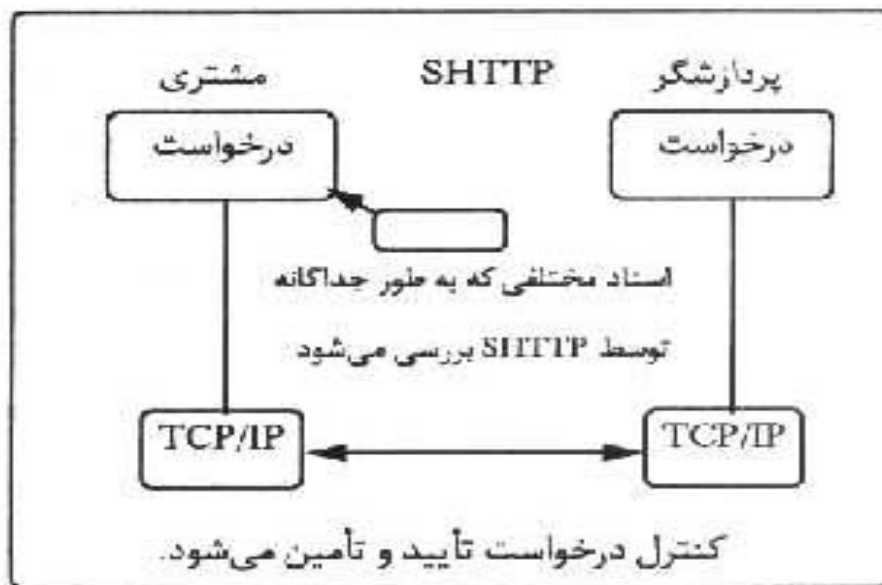 مشتری SHTTP پردازشگر
درخواست درخواست
اسناد مختلفی که به طور جداگانه
توسط SHTTP بررسی می‌شود
TCP/IP TCP/IP
کنترل درخواست تأیید و تأمین می‌شود.